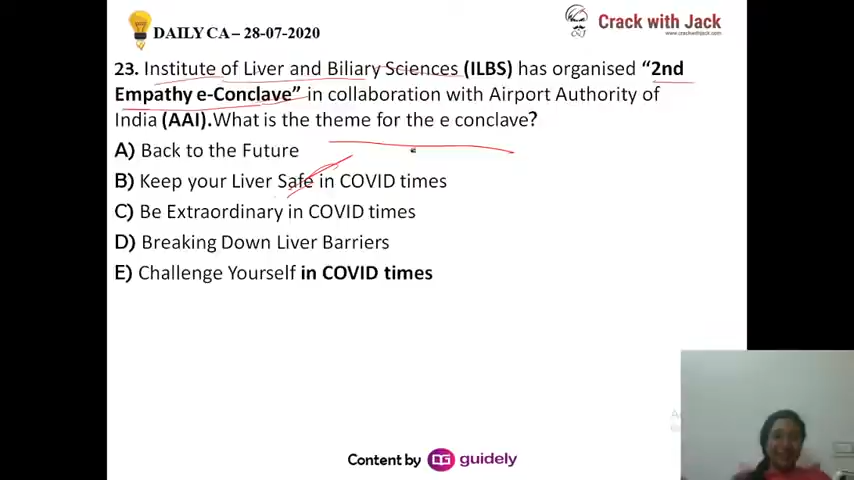 DAILY CA – 28-07-2020
Crack with Jack
www.crackwithjack.com
23. Institute of Liver and Biliary Sciences (ILBS) has organised “2nd
Empathy e-Conclave” in collaboration with Airport Authority of
India (AAI).What is the theme for the e conclave?
A) Back to the Future
B) Keep your Liver Safe in COVID times
C) Be Extraordinary in COVID times
D) Breaking Down Liver Barriers
E) Challenge Yourself in COVID times
Content by guidely